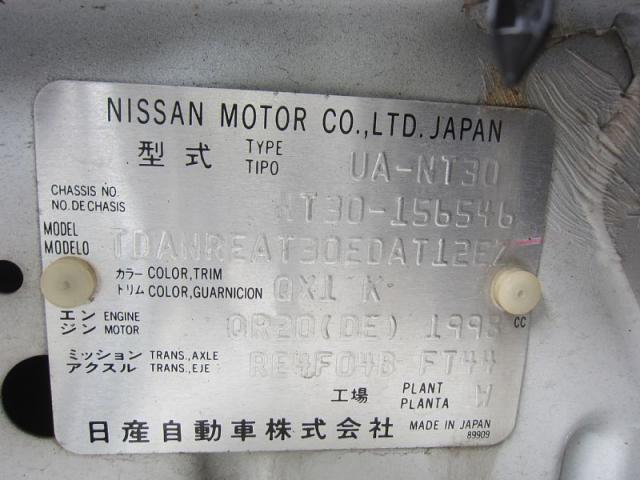 NISSAN MOTOR CO.,LTD. JAPAN
型式 TYPE TIPO UA-NT30
CHASSIS NO. NO. DE CHASIS NT30-156546
MODEL MODELO TDANREAT30EDAT12EZ
カラー COLOR,TRIM
トリム COLOR,GUARNICION QX1 K
エンジン ENGINE MOTOR QR20(DE) 1998 CC
ミッション TRANS.,AXLE
アクスル TRANS.,EJE RE4F04B FT44
工場 PLANT PLANTA W
日産自動車株式会社 MADE IN JAPAN
89909